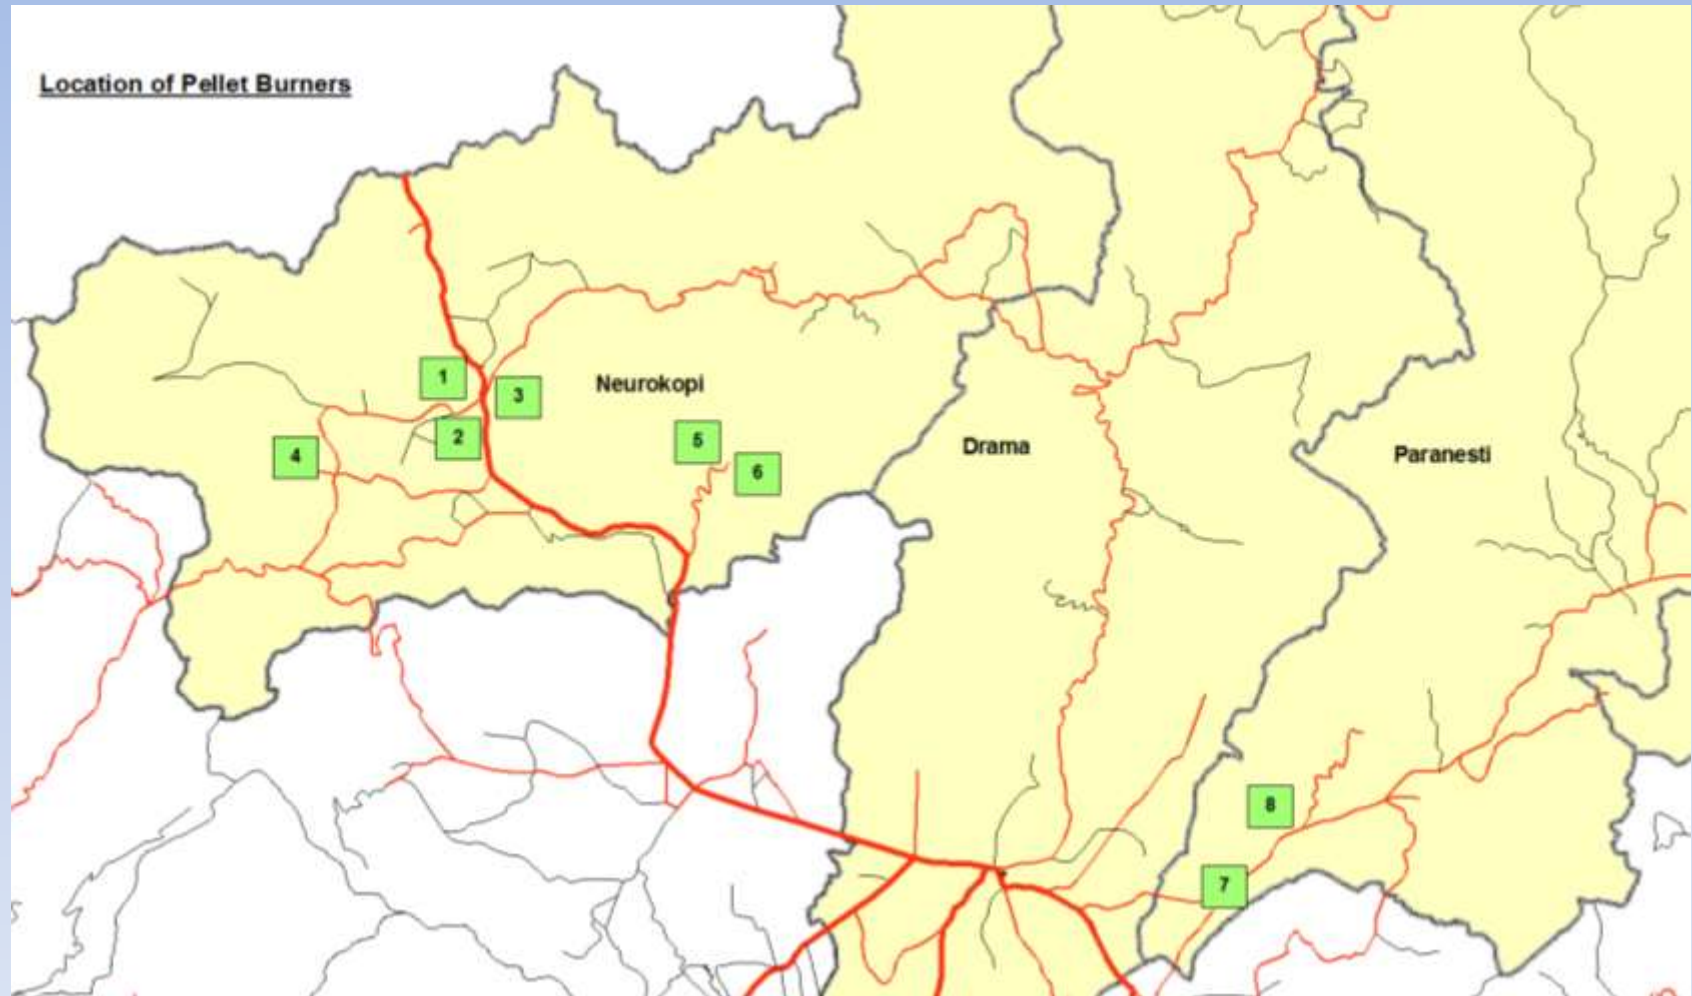 Location of Pellet Burners
1
3
Neurokopi
2
5
Drama
4
Paranesti
6
8
7